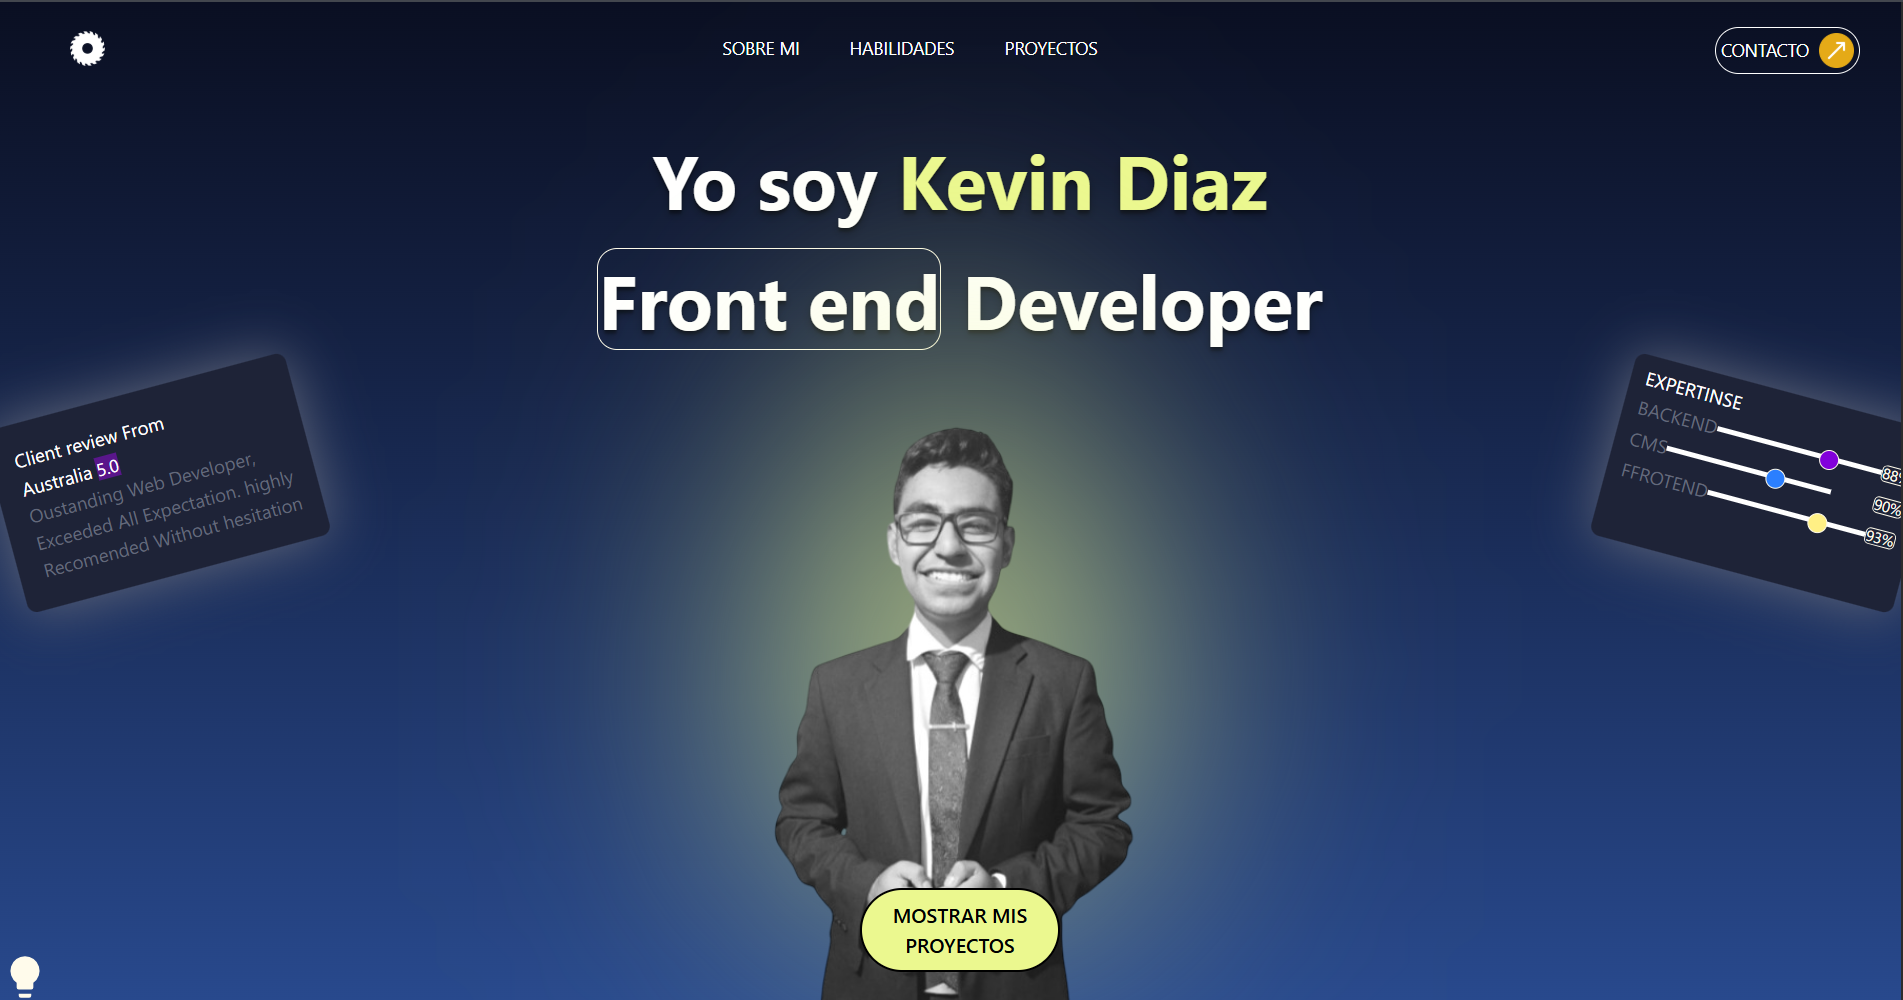 SOBRE MI HABILIDADES PROYECTOS CONTACTO
Yo soy Kevin Diaz
Front end Developer
Client review From
Australia 5.0
Oustanding Web Developer,
Exceeded All Expectation. highly
Recomended Without hesitation
EXPERTINSE
BACKEND 88%
CMS 90%
FFROTEND 93%
MOSTRAR MIS
PROYECTOS